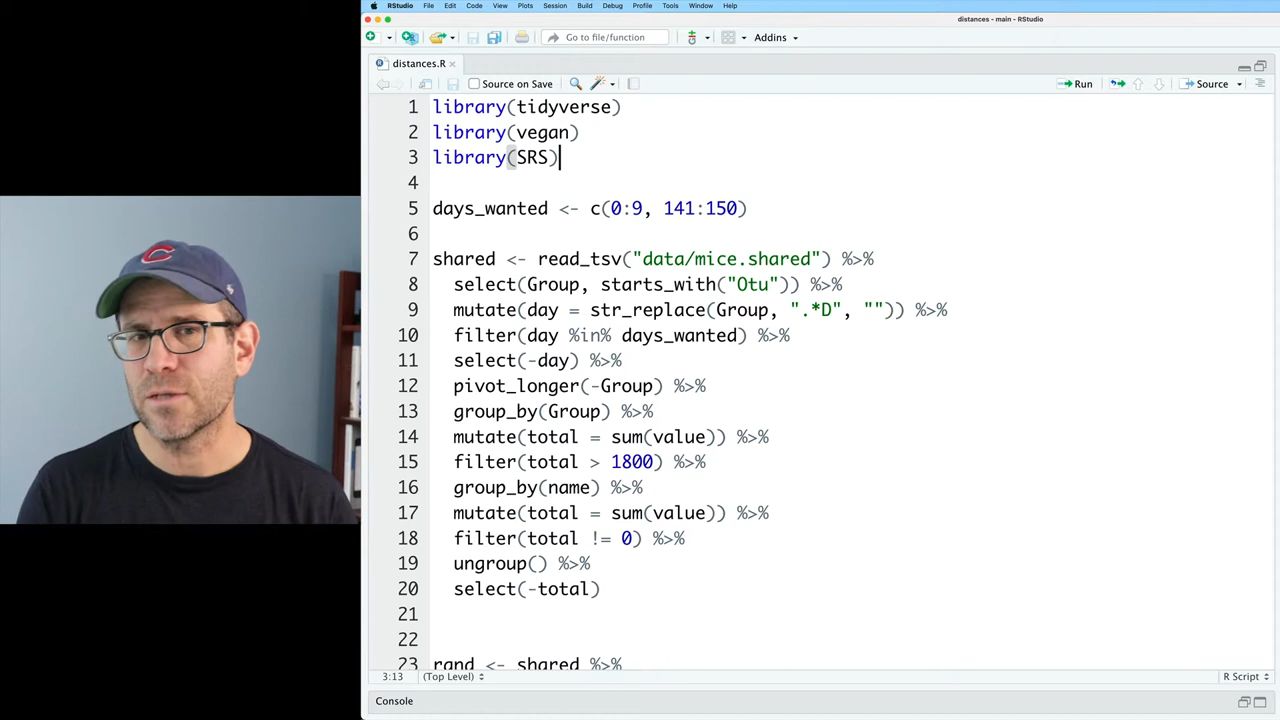 RStudio File Edit Code View Plots Session Build Debug Profile Tools Window Help
distances - main - RStudio
Go to file/function Addins
distances.R
Source on Save Run Source
1 library(tidyverse)
2 library(vegan)
3 library(SRS)
4
5 days_wanted <- c(0:9, 141:150)
6
7 shared <- read_tsv("data/mice.shared") %>%
8 select(Group, starts_with("Otu")) %>%
9 mutate(day = str_replace(Group, ".*D", "")) %>%
10 filter(day %in% days_wanted) %>%
11 select(-day) %>%
12 pivot_longer(-Group) %>%
13 group_by(Group) %>%
14 mutate(total = sum(value)) %>%
15 filter(total > 1800) %>%
16 group_by(name) %>%
17 mutate(total = sum(value)) %>%
18 filter(total != 0) %>%
19 ungroup() %>%
20 select(-total)
21
22
23 rand <- shared %>%
3:13 (Top Level) R Script
Console